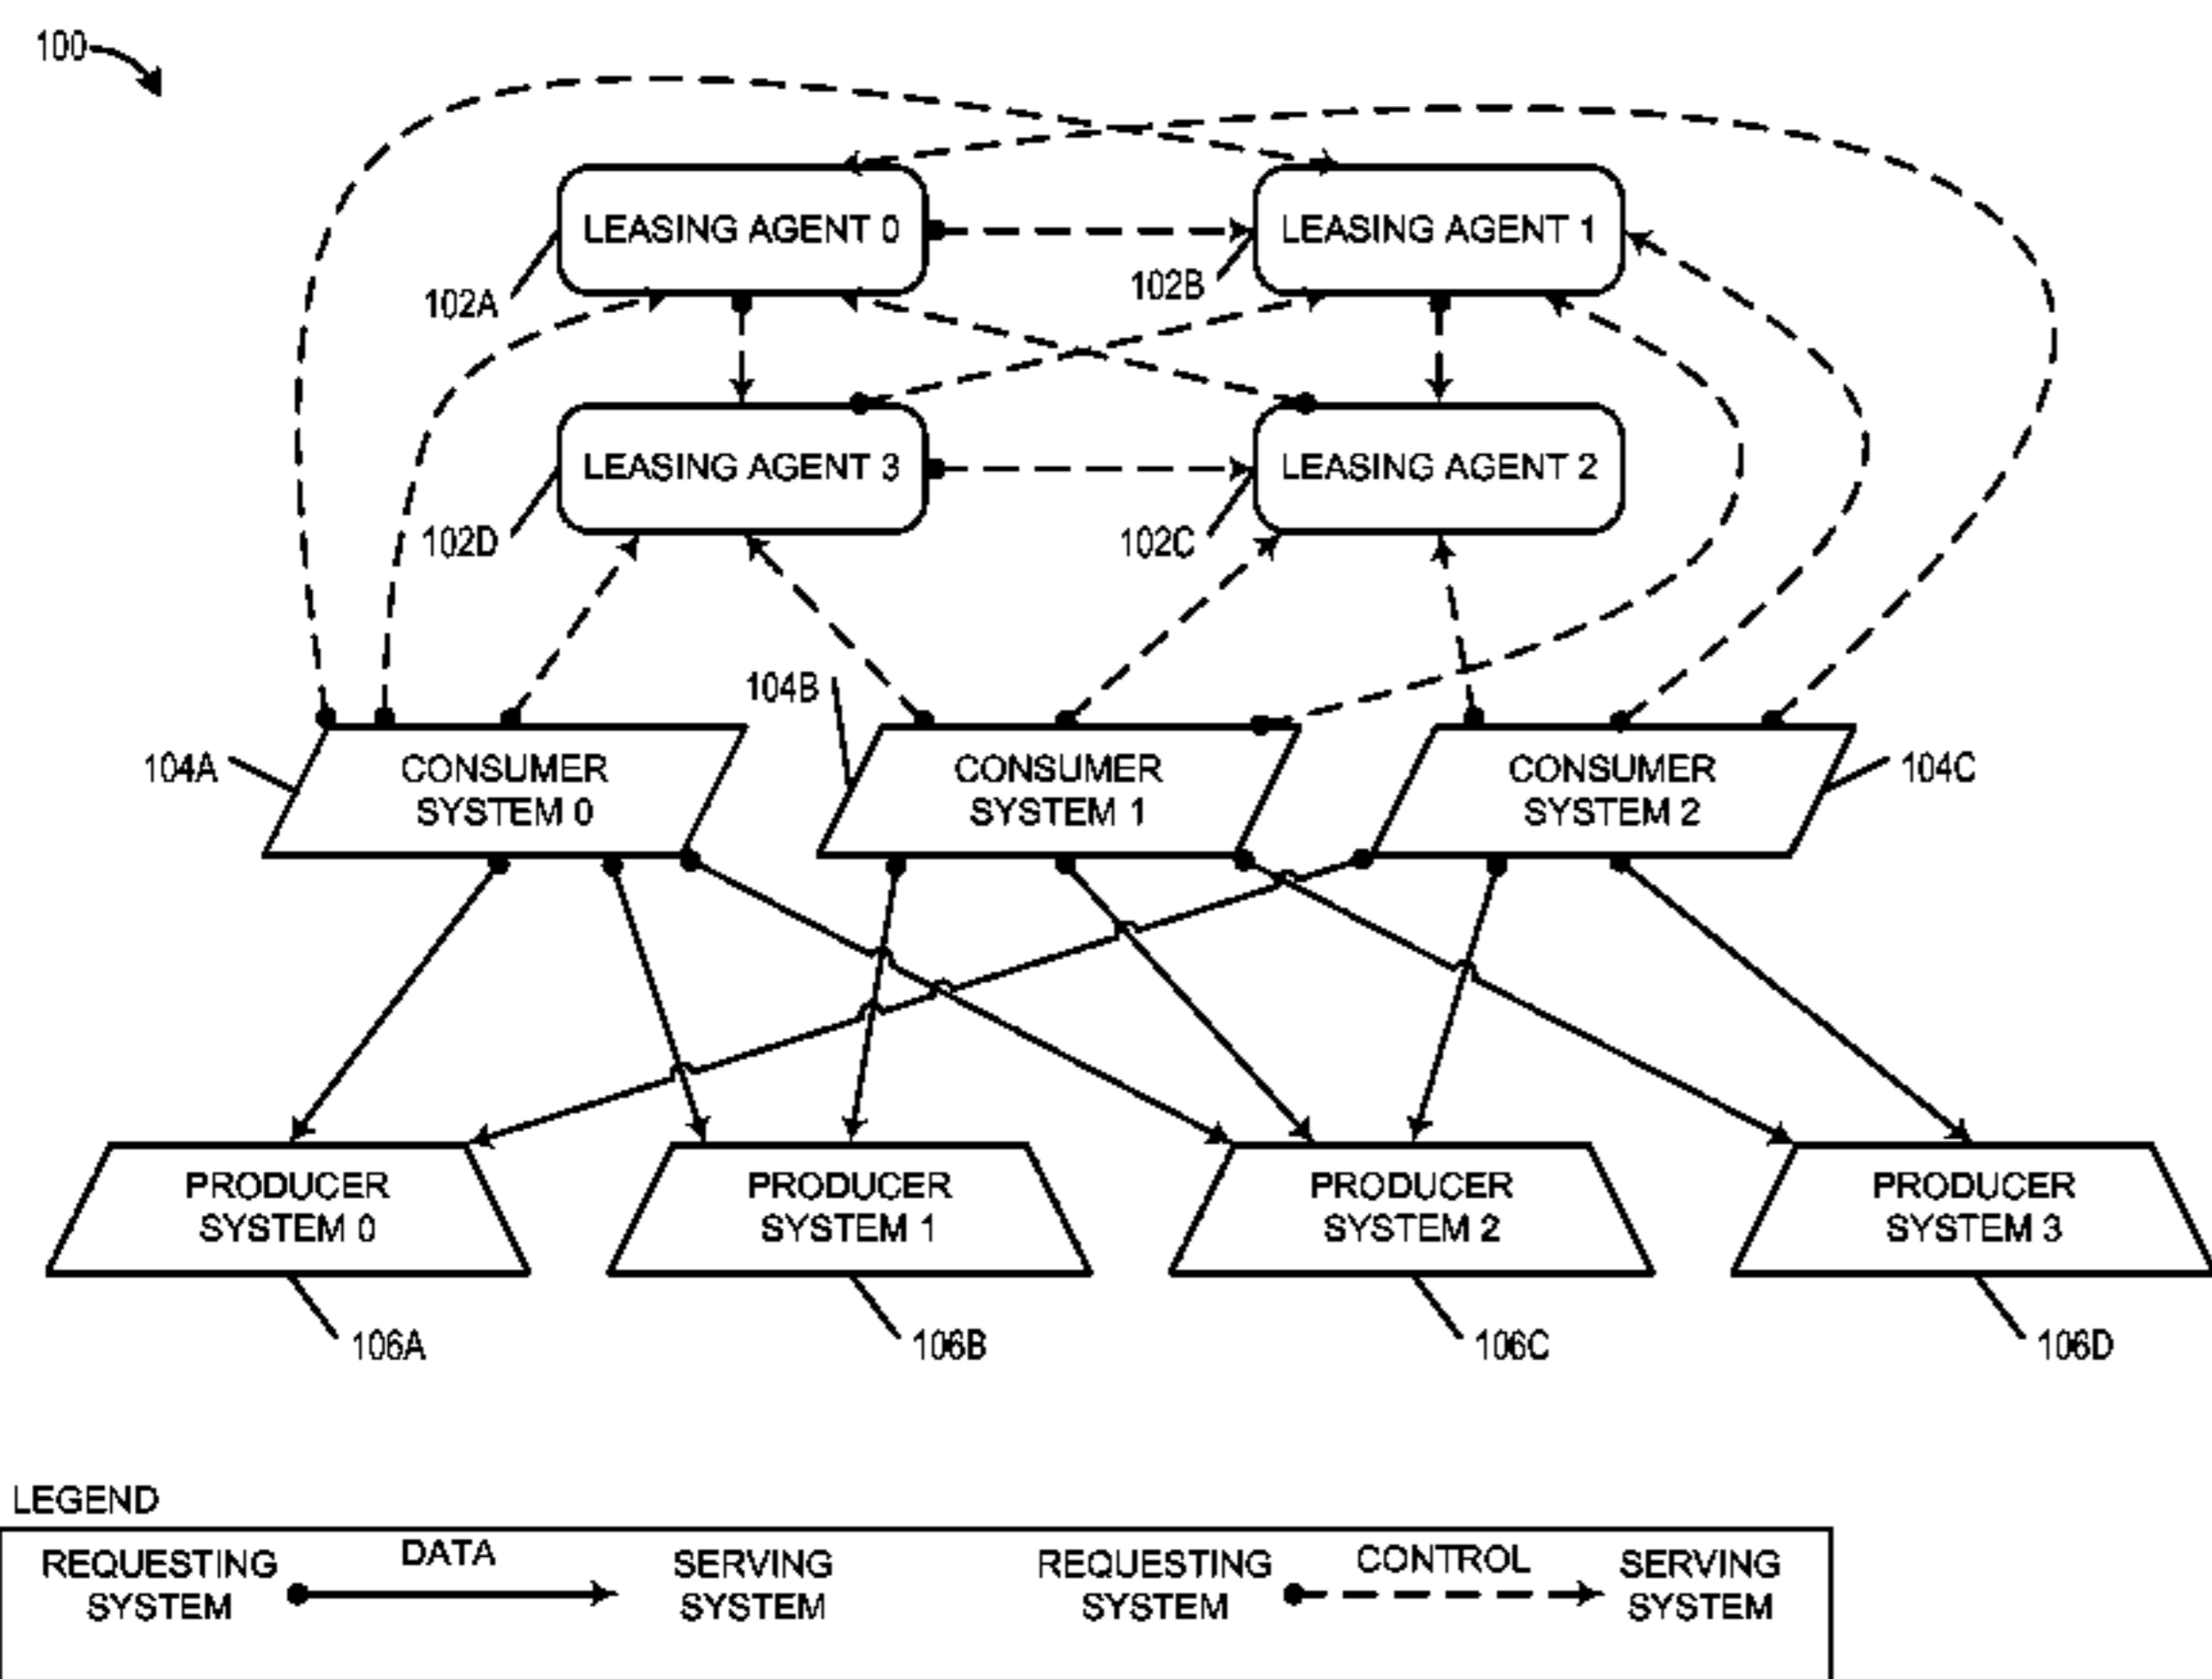 100
LEASING AGENT 0
LEASING AGENT 1
102A
102B
LEASING AGENT 3
LEASING AGENT 2
102D
102C
104B
104A
CONSUMER
SYSTEM 0
CONSUMER
SYSTEM 1
CONSUMER
SYSTEM 2
104C
PRODUCER
SYSTEM 0
PRODUCER
SYSTEM 1
PRODUCER
SYSTEM 2
PRODUCER
SYSTEM 3
106A
106B
106C
106D
LEGEND
REQUESTING
SYSTEM
DATA
SERVING
SYSTEM
REQUESTING
SYSTEM
CONTROL
SERVING
SYSTEM